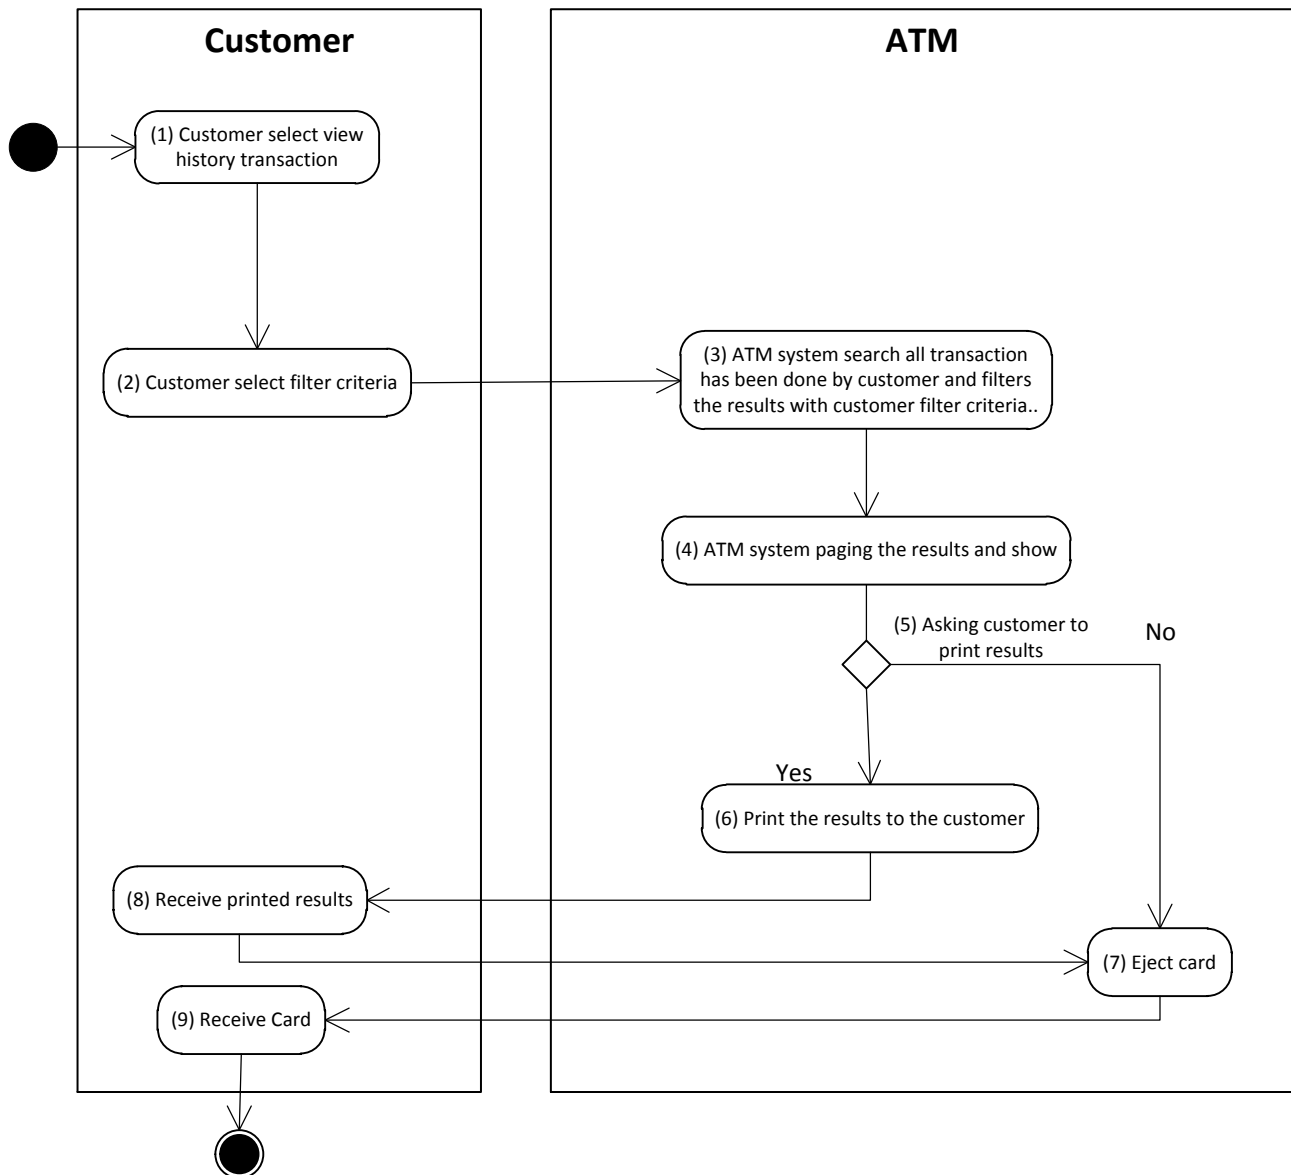 Customer
ATM
(1) Customer select view
history transaction
(2) Customer select filter criteria
(3) ATM system search all transaction
has been done by customer and filters
the results with customer filter criteria..
(4) ATM system paging the results and show
(5) Asking customer to
print results
No
Yes
(6) Print the results to the customer
(8) Receive printed results
(7) Eject card
(9) Receive Card